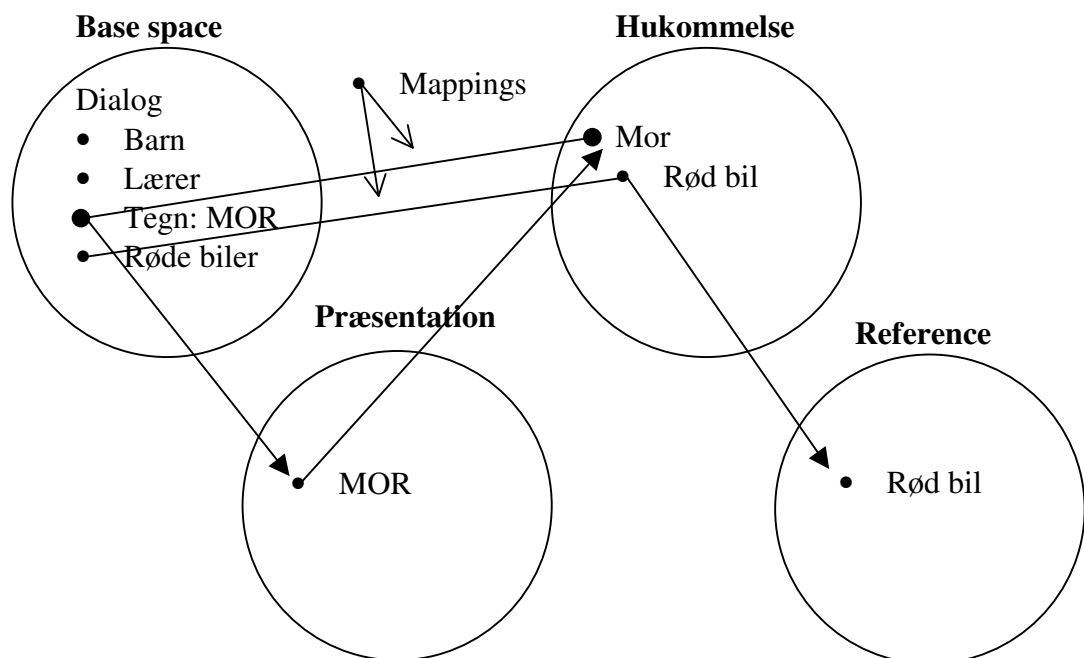 Base space
Hukommelse
Mappings
Dialog
Barn
Lærer
Tegn: MOR
Røde biler
Mor
Rød bil
Præsentation
Reference
MOR
Rød bil